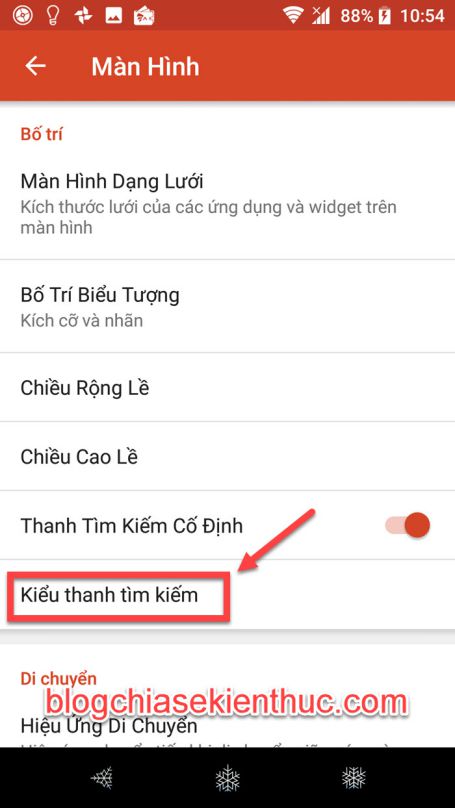 88% 10:54
Màn Hình
Bố trí
Màn Hình Dạng Lưới
Kích thước lưới của các ứng dụng và widget trên
màn hình
Bố Trí Biểu Tượng
Kích cỡ và nhãn
Chiều Rộng Lề
Chiều Cao Lề
Thanh Tìm Kiếm Cố Định
Kiểu thanh tìm kiếm
Di chuyển
blogchiasekienthuc.com
Hiệu Ứng Di Chuyển